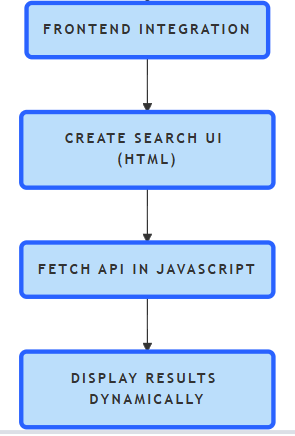 FRONTEND INTEGRATION
CREATE SEARCH UI
(HTML)
FETCH API IN JAVASCRIPT
DISPLAY RESULTS
DYNAMICALLY